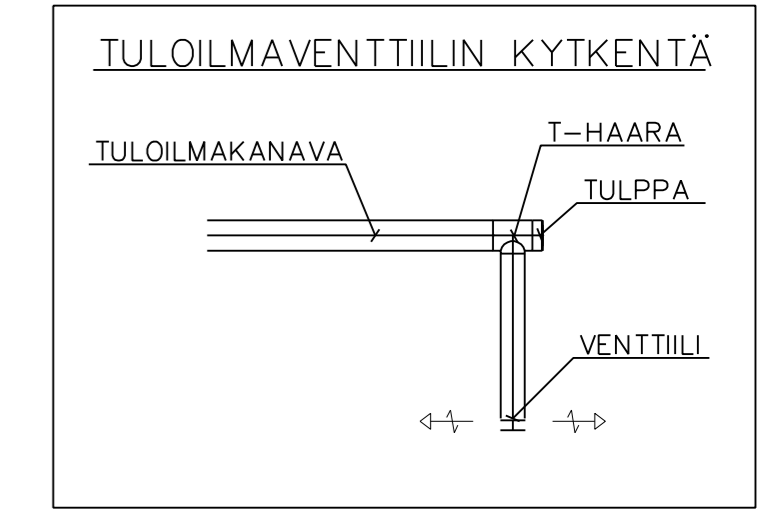 TULOILMAVENTTIILIN KYTKENTÄ
T-HAARA
TULOILMAKANAVA
TULPPA
VENTTIILI